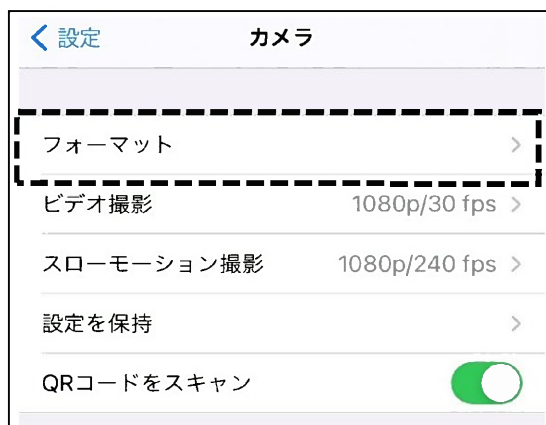 設定 カメラ
フォーマット
ビデオ撮影 1080p/30 fps
スローモーション撮影 1080p/240 fps
設定を保持
QRコードをスキャン